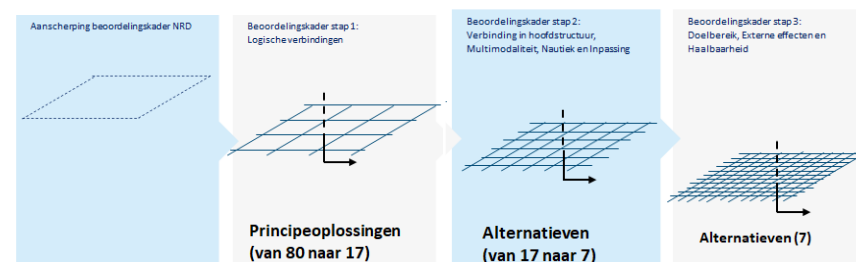 Aanscherping beoordelingskader NRD
Beoordelingskader stap 1:
Logische verbindingen
Principeoplossingen
(van 80 naar 17)
Beoordelingskader stap 2:
Verbinding in hoofdstructuur,
Multimodaliteit, Nautiek en Inpassing
Alternatieven
(van 17 naar 7)
Beoordelingskader stap 3:
Doelbereik, Externe effecten en
Haalbaarheid
Alternatieven (7)